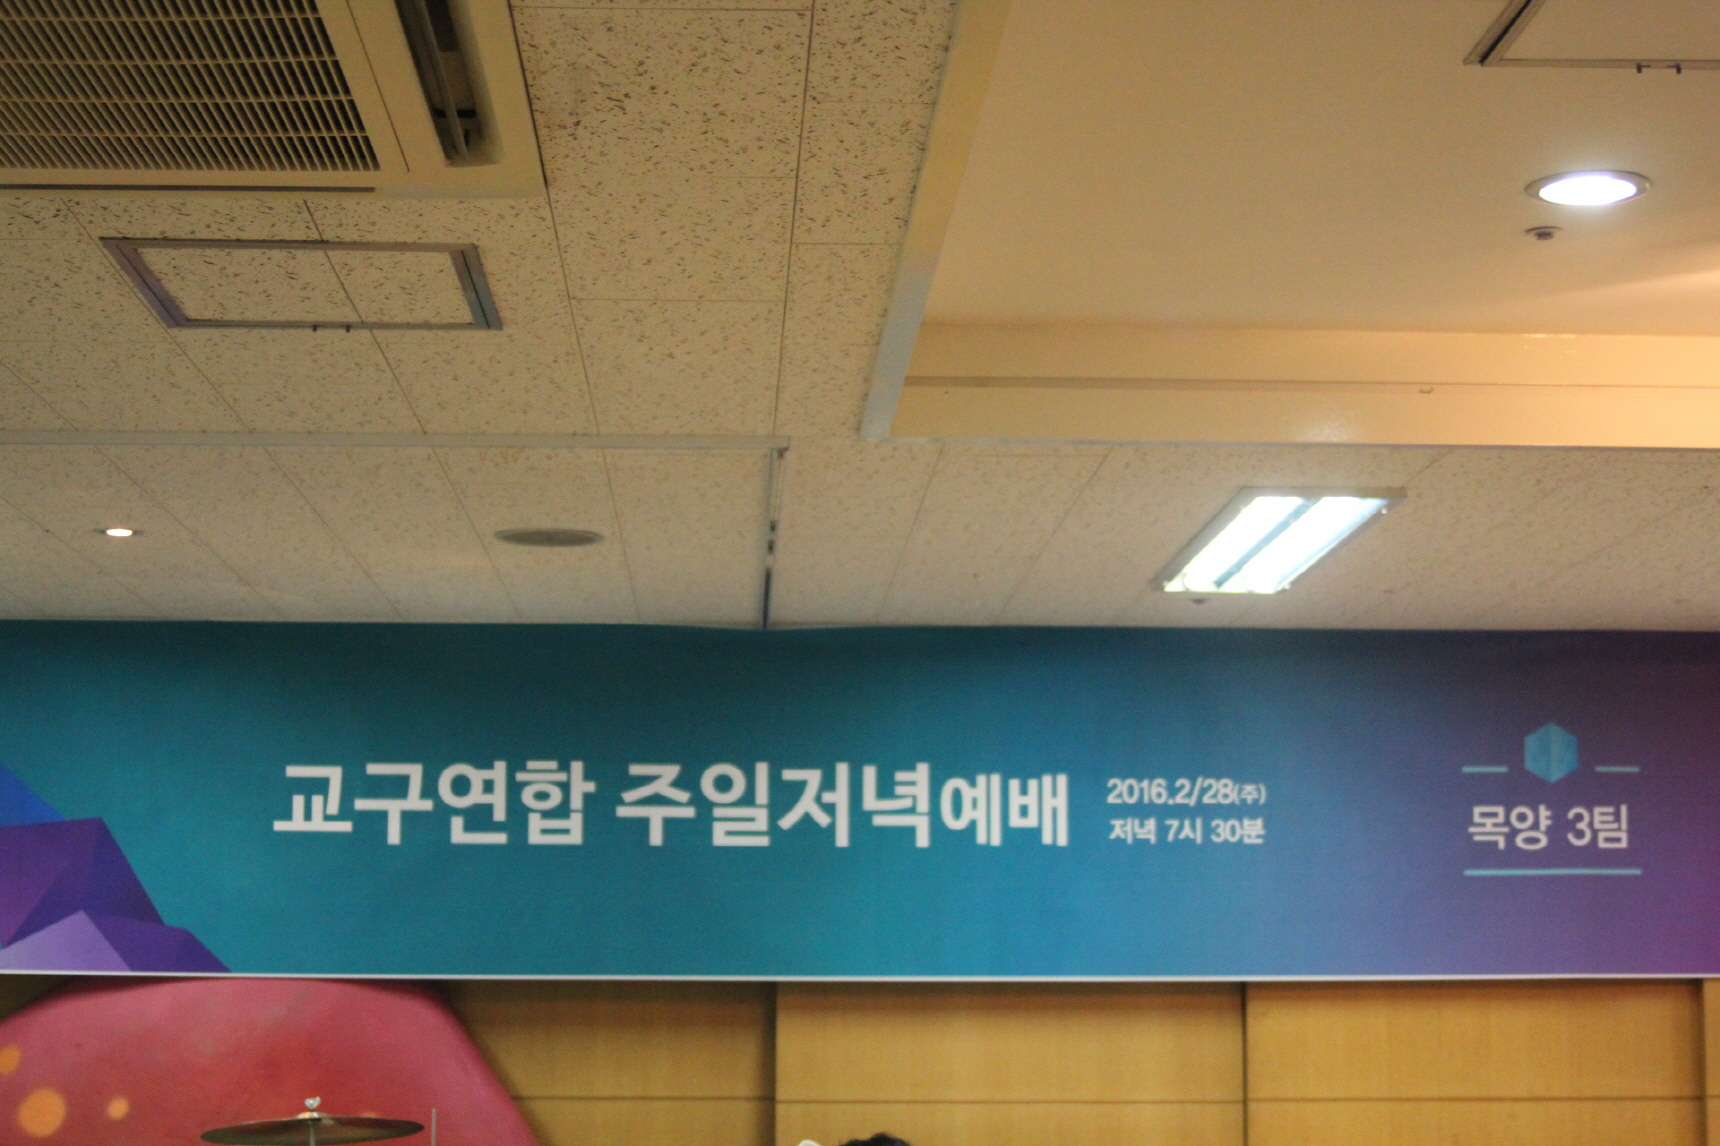 교구연합 주일저녁예배
2016.2/28(주)
저녁 7시 30분
목양 3팀